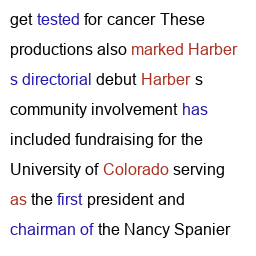 get tested for cancer These
productions also marked Harber
s directorial debut Harber s
community involvement has
included fundraising for the
University of Colorado serving
as the first president and
chairman of the Nancy Spanier